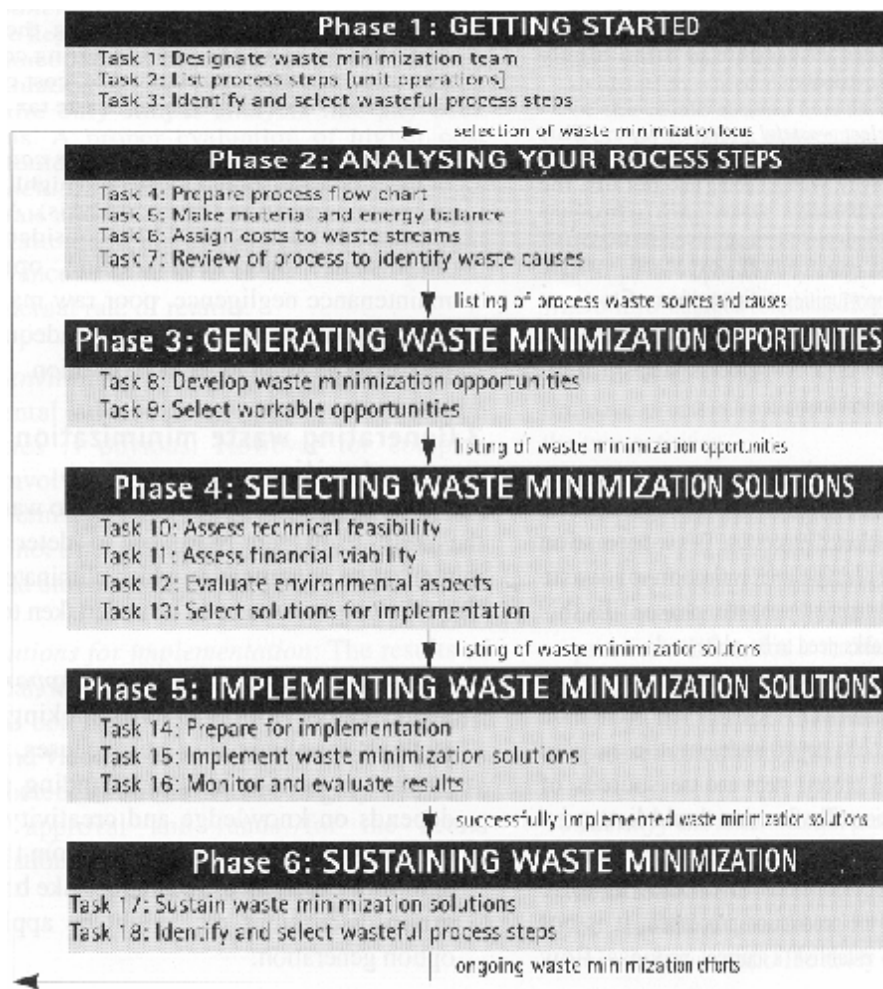 Phase 1: GETTING STARTED
Task 1: Designate waste minimization team
Task 2: List process steps [unit operations]
Task 3: Identify and select wasteful process steps
selection of waste minimization locus
Phase 2: ANALYSING YOUR ROCESS STEPS
Task 4: Prepare process flow chart
Task 5: Make material and energy balance
Task 6: Assign costs to waste streams
Task 7: Review of process to identify waste causes
listing of process waste sources and causes
Phase 3: GENERATING WASTE MINIMIZATION OPPORTUNITIES
Task 8: Develop waste minimization opportunities
Task 9: Select workable opportunities
listing of waste minimization opportunities
Phase 4: SELECTING WASTE MINIMIZATION SOLUTIONS
Task 10: Assess technical feasibility
Task 11: Assess financial viability
Task 12: Evaluate environmental aspects
Task 13: Select solutions for implementation
listing of waste minimization solutions
Phase 5: IMPLEMENTING WASTE MINIMIZATION SOLUTIONS
Task 14: Prepare for implementation
Task 15: Implement waste minimization solutions
Task 16: Monitor and evaluate results
successfully implemented waste minimization solutions
Phase 6: SUSTAINING WASTE MINIMIZATION
Task 17: Sustain waste minimization solutions
Task 18: Identify and select wasteful process steps
ongoing waste minimization efforts